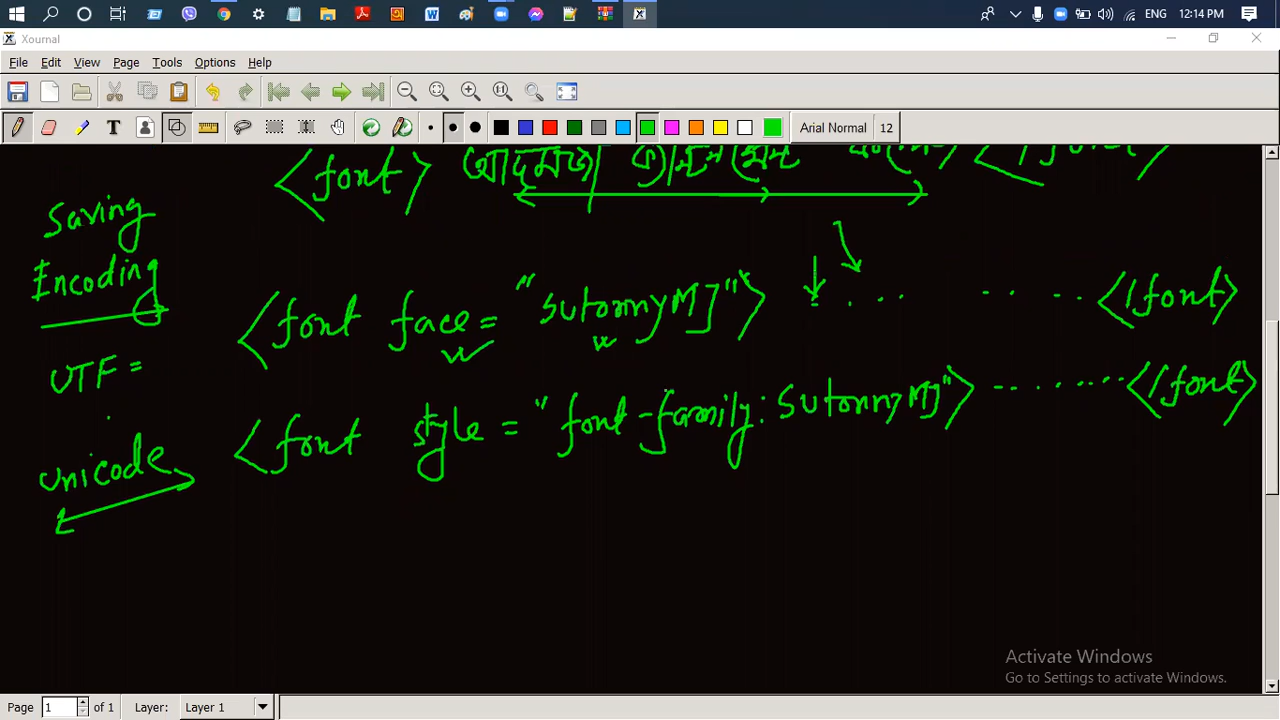 ENG 12:14 PM
Xournal
File Edit View Page Tools Options Help
Arial Normal 12
<font> </font>
Saving
Encoding
<font face= "SutonnyMJ"> . . . . . . . . </font>
UTF =
<font style = "font-family: SutonnyMJ"> ........ </font>
unicode
Activate Windows
Go to Settings to activate Windows.
Page 1 of 1 Layer: Layer 1